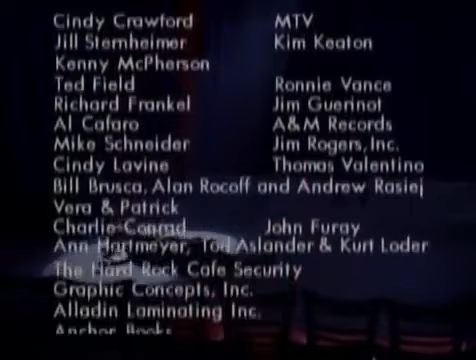 Cindy Crawford MTV
Jill Sternheimer Kim Keaton
Kenny McPherson
Ted Field Ronnie Vance
Richard Frankel Jim Guerinot
Al Cafaro A&M Records
Mike Schneider Jim Rogers, Inc.
Cindy Lavine Thomas Valentino
Bill Brusca, Alan Rocoff and Andrew Rasiej
Vera & Patrick
Charlie Conrad John Furay
Ann Hartmeyer, Tod Aslander & Kurt Loder
The Hard Rock Cafe Security
Graphic Concepts, Inc.
Alladin Laminating Inc.
Anchor Books